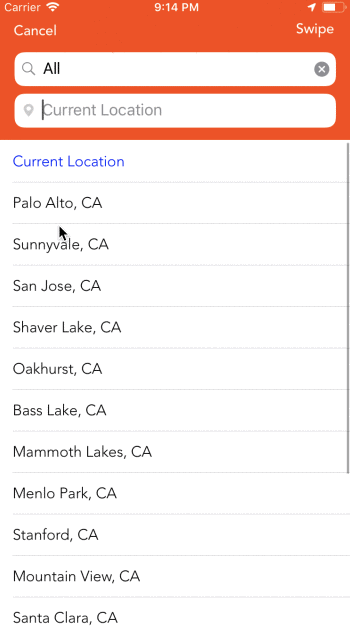 Carrier 9:14 PM
Cancel Swipe
All
Current Location
Current Location
Palo Alto, CA
Sunnyvale, CA
San Jose, CA
Shaver Lake, CA
Oakhurst, CA
Bass Lake, CA
Mammoth Lakes, CA
Menlo Park, CA
Stanford, CA
Mountain View, CA
Santa Clara, CA